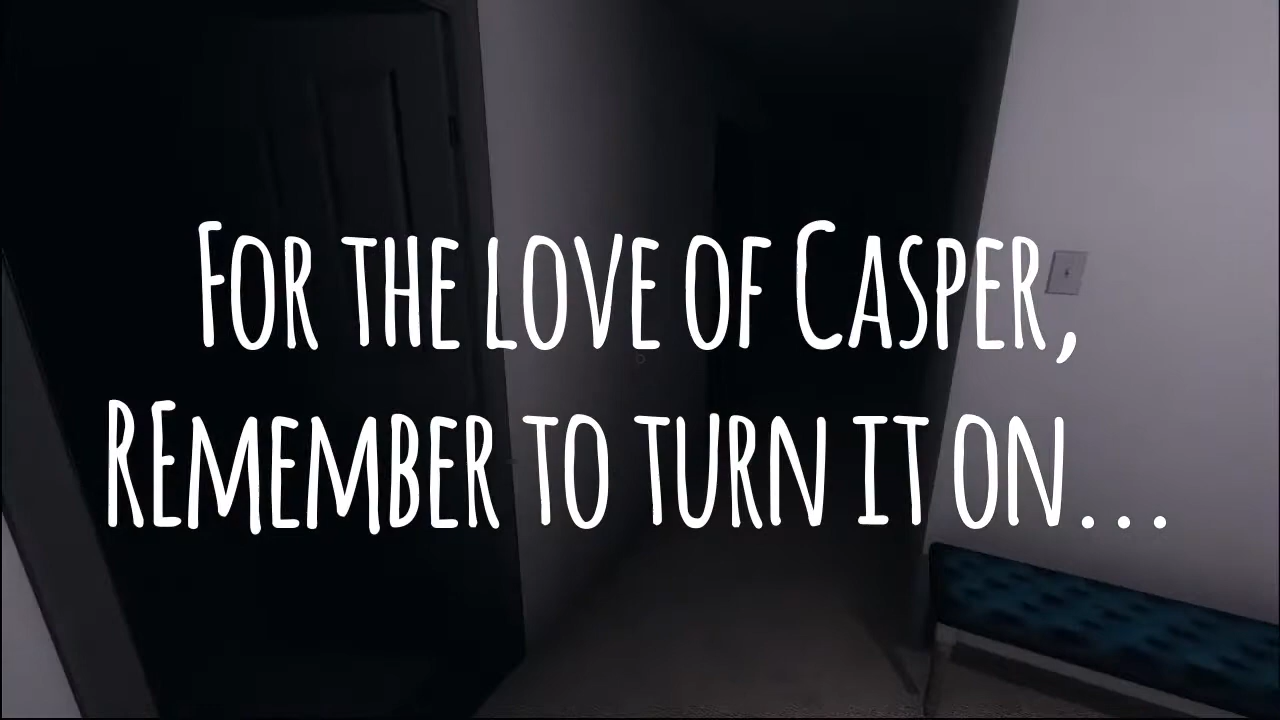 For the love of Casper,
REmember to turn it on...